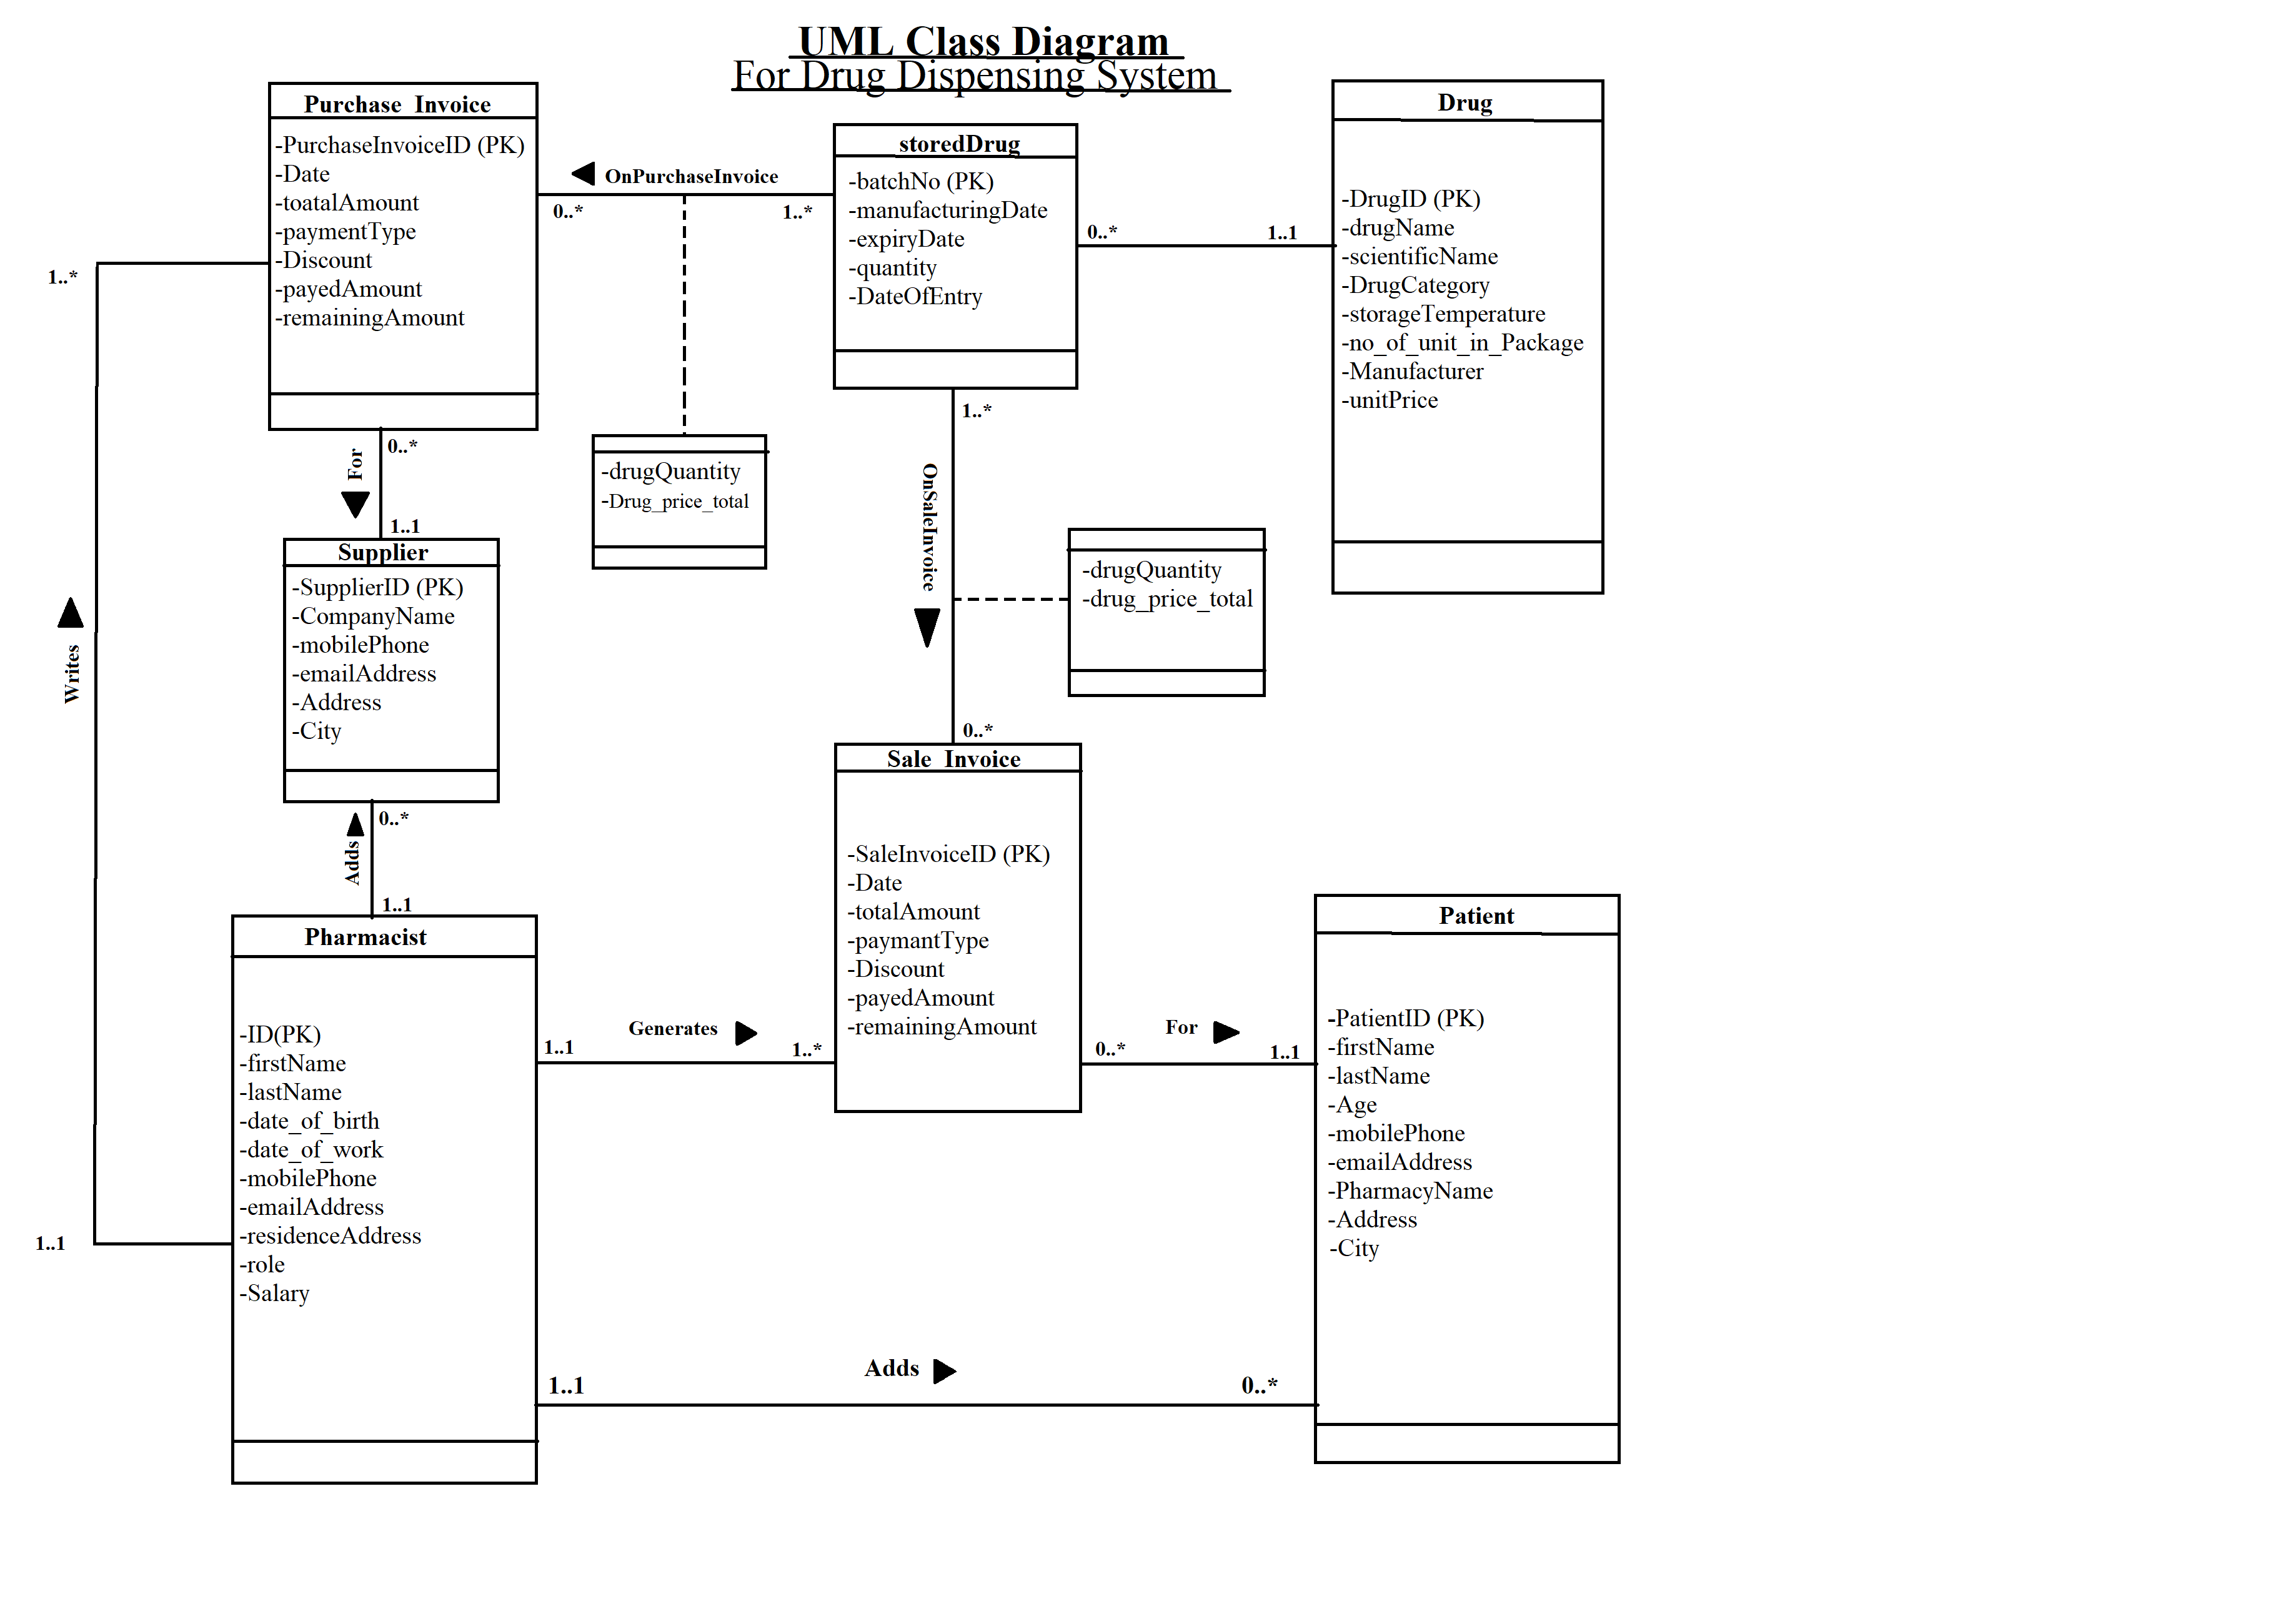 UML Class Diagram
For Drug Dispensing System
Purchase Invoice
-PurchaseInvoiceID (PK)
-Date
-toatalAmount
-paymentType
-Discount
-payedAmount
-remainingAmount
OnPurchaseInvoice
0..*
1..*
storedDrug
-batchNo (PK)
-manufacturingDate
-expiryDate
-quantity
-DateOfEntry
0..*
1..1
Drug
-DrugID (PK)
-drugName
-scientificName
-DrugCategory
-storageTemperature
-no_of_unit_in_Package
-Manufacturer
-unitPrice
1..*
Writes
1..1
0..*
For
1..1
-drugQuantity
-Drug_price_total
1..*
OnSaleInvoice
0..*
-drugQuantity
-drug_price_total
Supplier
-SupplierID (PK)
-CompanyName
-mobilePhone
-emailAddress
-Address
-City
0..*
Adds
1..1
Sale Invoice
-SaleInvoiceID (PK)
-Date
-totalAmount
-paymantType
-Discount
-payedAmount
-remainingAmount
Pharmacist
-ID(PK)
-firstName
-lastName
-date_of_birth
-date_of_work
-mobilePhone
-emailAddress
-residenceAddress
-role
-Salary
Generates
1..1
1..*
For
0..*
1..1
Patient
-PatientID (PK)
-firstName
-lastName
-Age
-mobilePhone
-emailAddress
-PharmacyName
-Address
-City
Adds
1..1
0..*